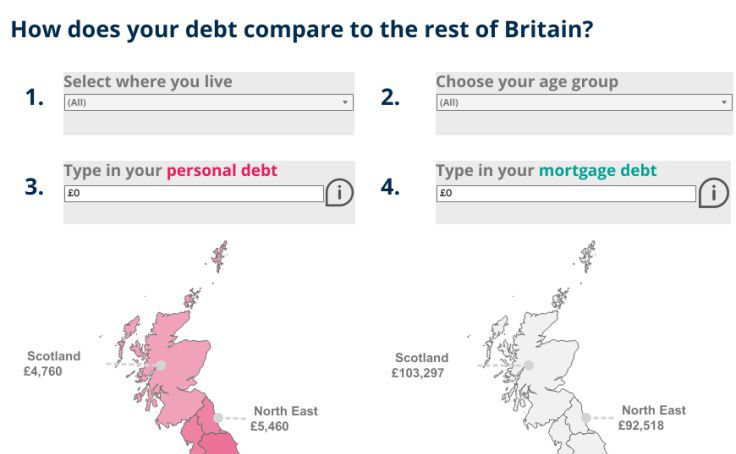 How does your debt compare to the rest of Britain?
1.
Select where you live
(All)
2.
Choose your age group
(All)
3.
Type in your personal debt
£0
i
4.
Type in your mortgage debt
£0
i
Scotland
£4,760
North East
£5,460
Scotland
£103,297
North East
£92,518